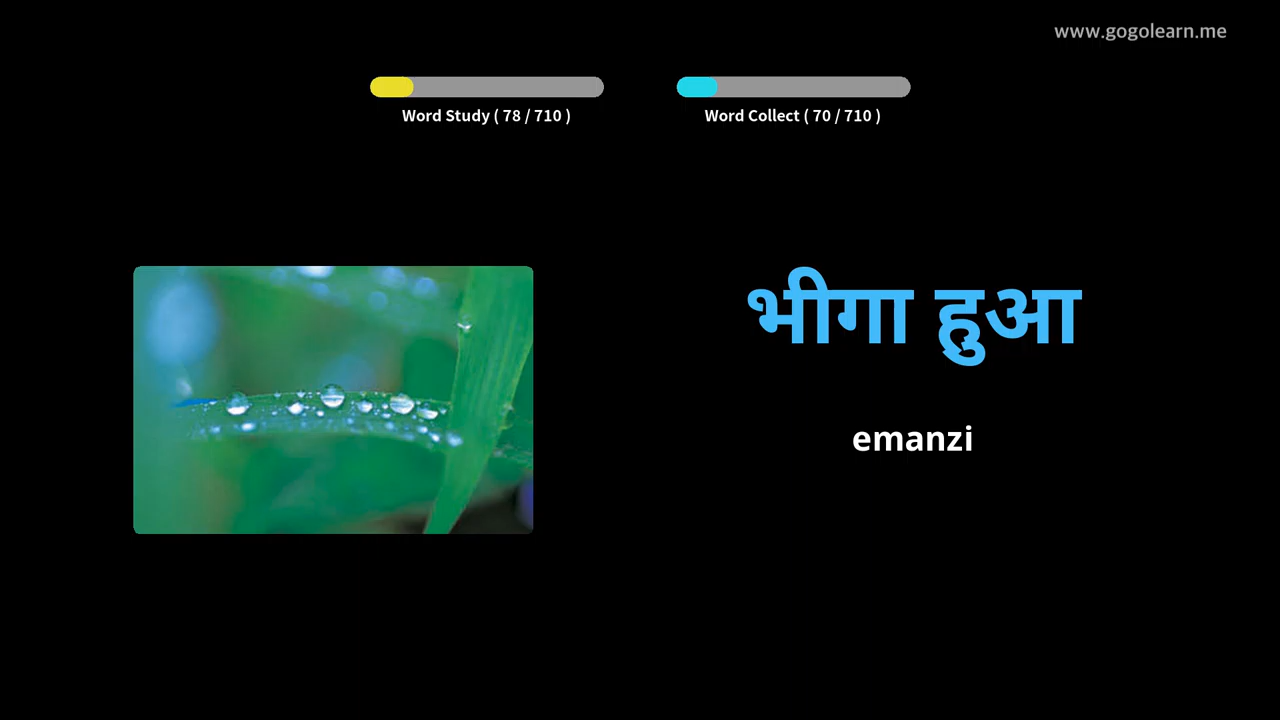 www.gogolearn.me
Word Study ( 78 / 710 )
Word Collect ( 70 / 710 )
भीगा हुआ
emanzi